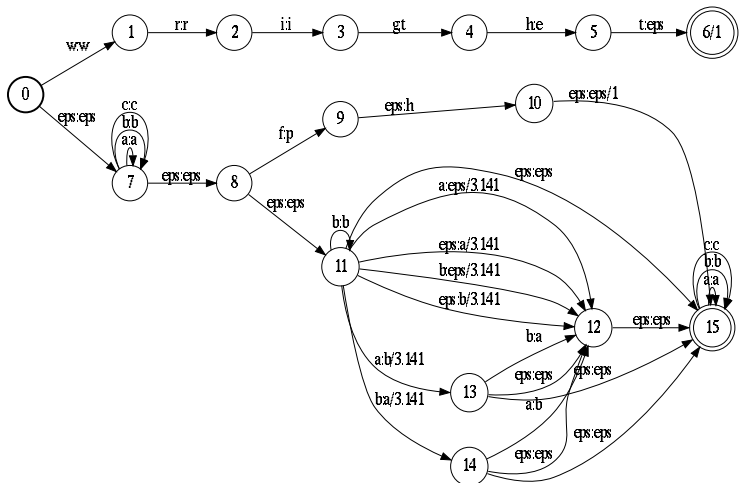 w:w
1
r:r
2
i:i
3
g:t
4
h:e
5
t:eps
6/1
0
eps:eps
c:c
b:b
a:a
7
eps:eps
8
f:p
9
eps:h
10
eps:eps/1
eps:eps
b:b
11
eps:eps
a:eps/3.141
eps:a/3.141
b:eps/3.141
eps:b/3.141
12
eps:eps
c:c
b:b
a:a
15
a:b/3.141
13
b:a
eps:eps
eps:eps
b:a/3.141
14
a:b
eps:eps
eps:eps